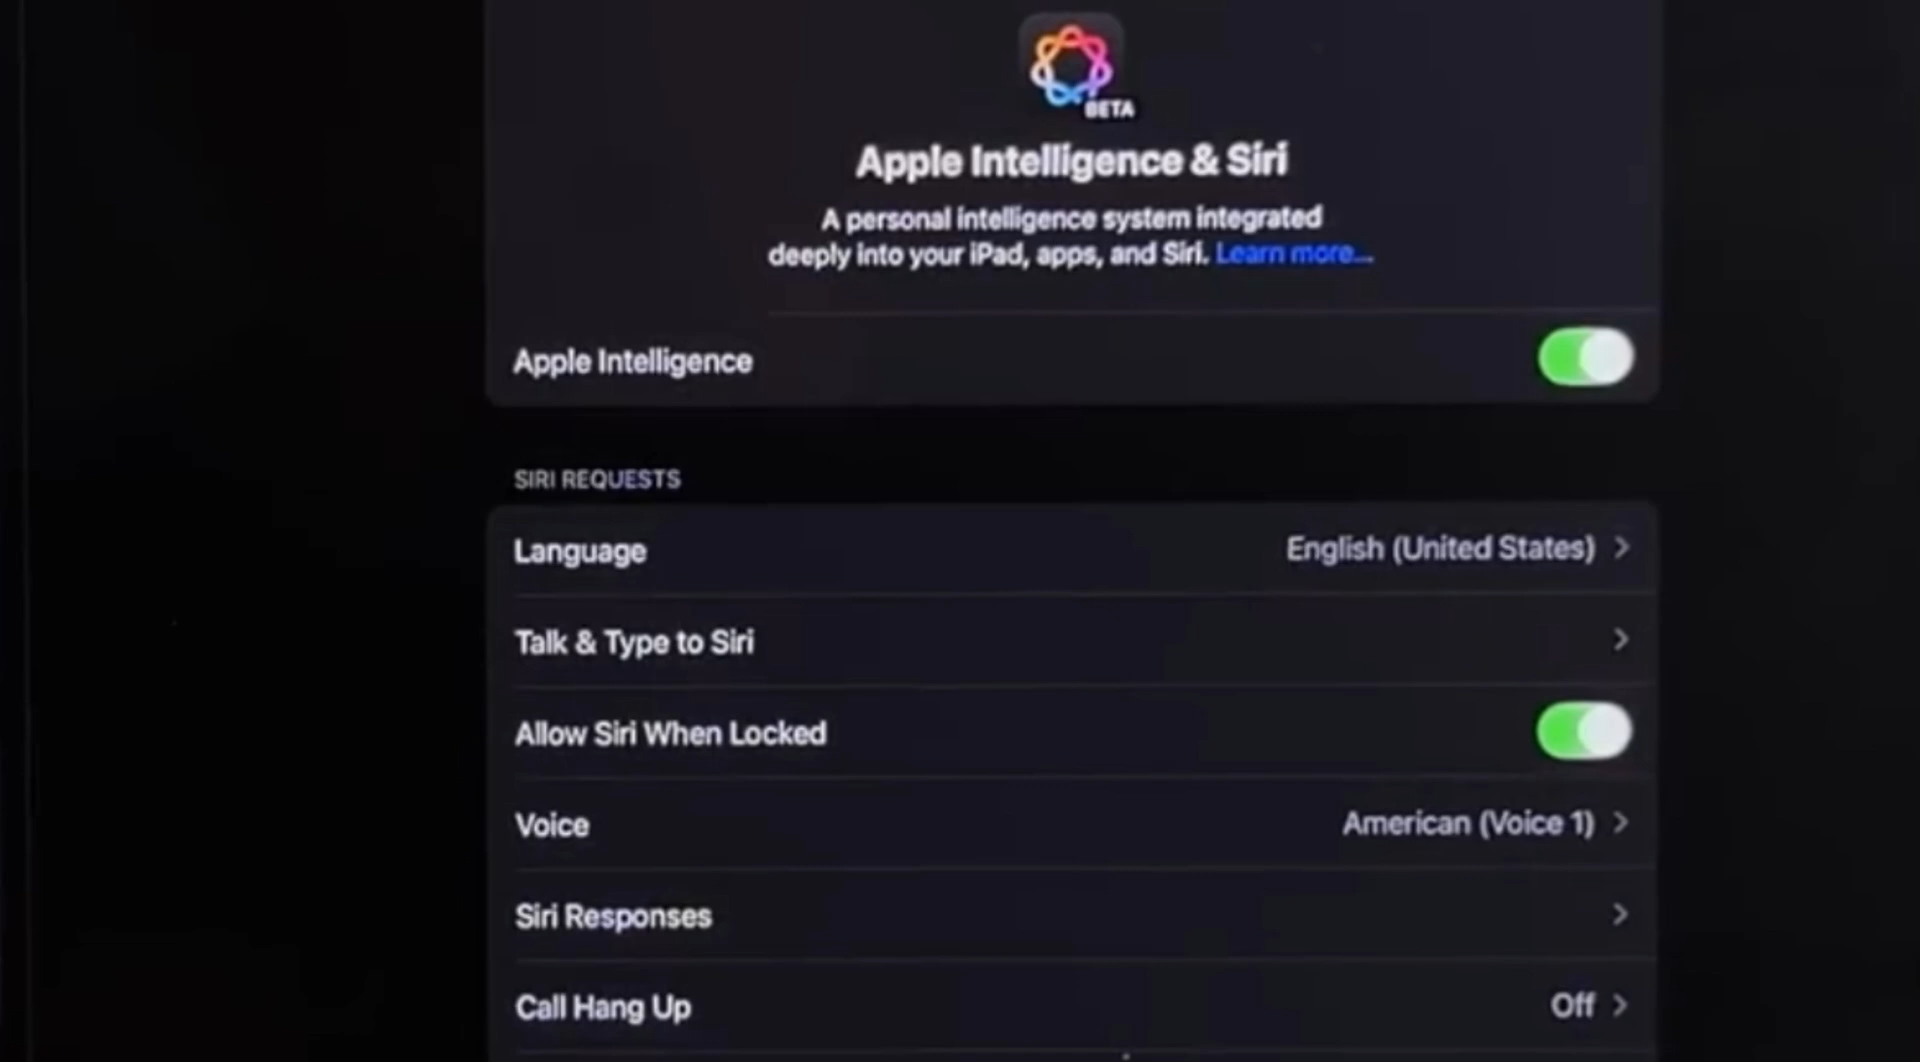 BETA
Apple Intelligence & Siri
A personal intelligence system integrated
deeply into your iPad, apps, and Siri. Learn more...
Apple Intelligence
SIRI REQUESTS
Language English (United States) >
Talk & Type to Siri >
Allow Siri When Locked
Voice American (Voice 1) >
Siri Responses >
Call Hang Up Off >